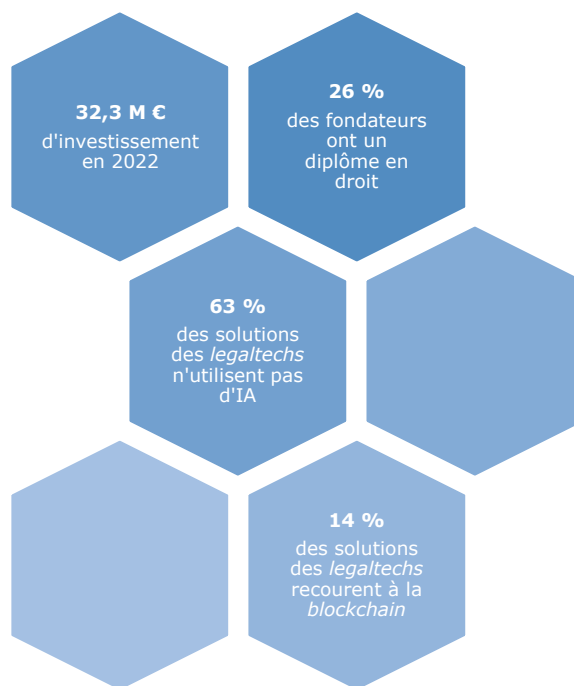 32,3 M €
d'investissement
en 2022
26 %
des fondateurs
ont un
diplôme en
droit
63 %
des solutions
des legaltechs
n'utilisent pas
d'IA
14 %
des solutions
des legaltechs
recourent à la
blockchain